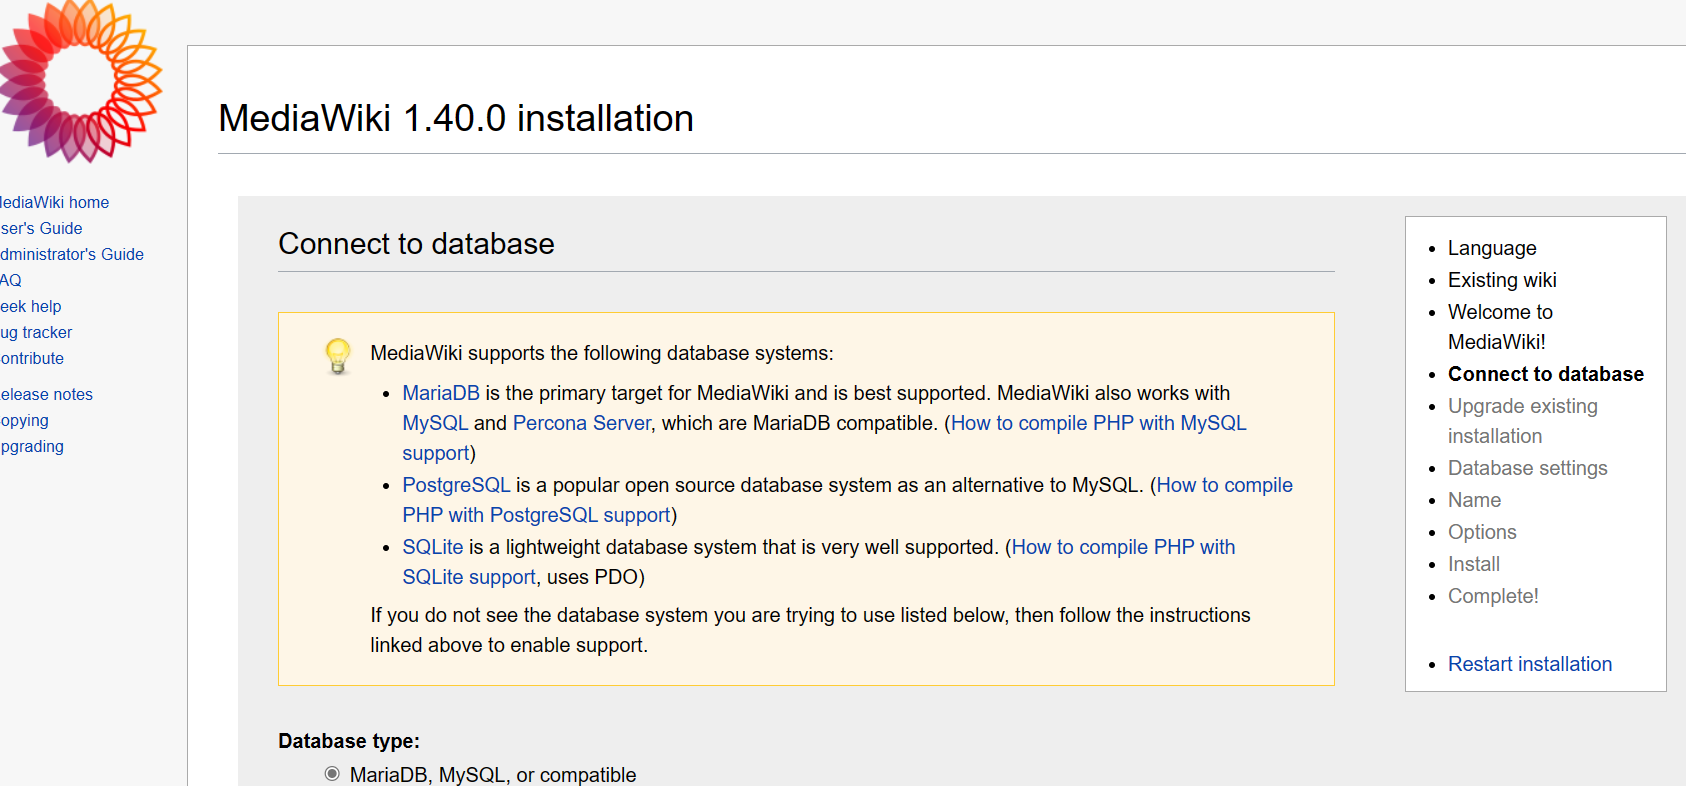 MediaWiki 1.40.0 installation
ediaWiki home
ser's Guide
dministrator's Guide
AQ
eek help
ug tracker
ontribute
elease notes
opying
pgrading
Connect to database
MediaWiki supports the following database systems:
MariaDB is the primary target for MediaWiki and is best supported. MediaWiki also works with
MySQL and Percona Server, which are MariaDB compatible. (How to compile PHP with MySQL
support)
PostgreSQL is a popular open source database system as an alternative to MySQL. (How to compile
PHP with PostgreSQL support)
SQLite is a lightweight database system that is very well supported. (How to compile PHP with
SQLite support, uses PDO)
If you do not see the database system you are trying to use listed below, then follow the instructions
linked above to enable support.
Database type:
MariaDB, MySQL, or compatible
Language
Existing wiki
Welcome to
MediaWiki!
Connect to database
Upgrade existing
installation
Database settings
Name
Options
Install
Complete!
Restart installation